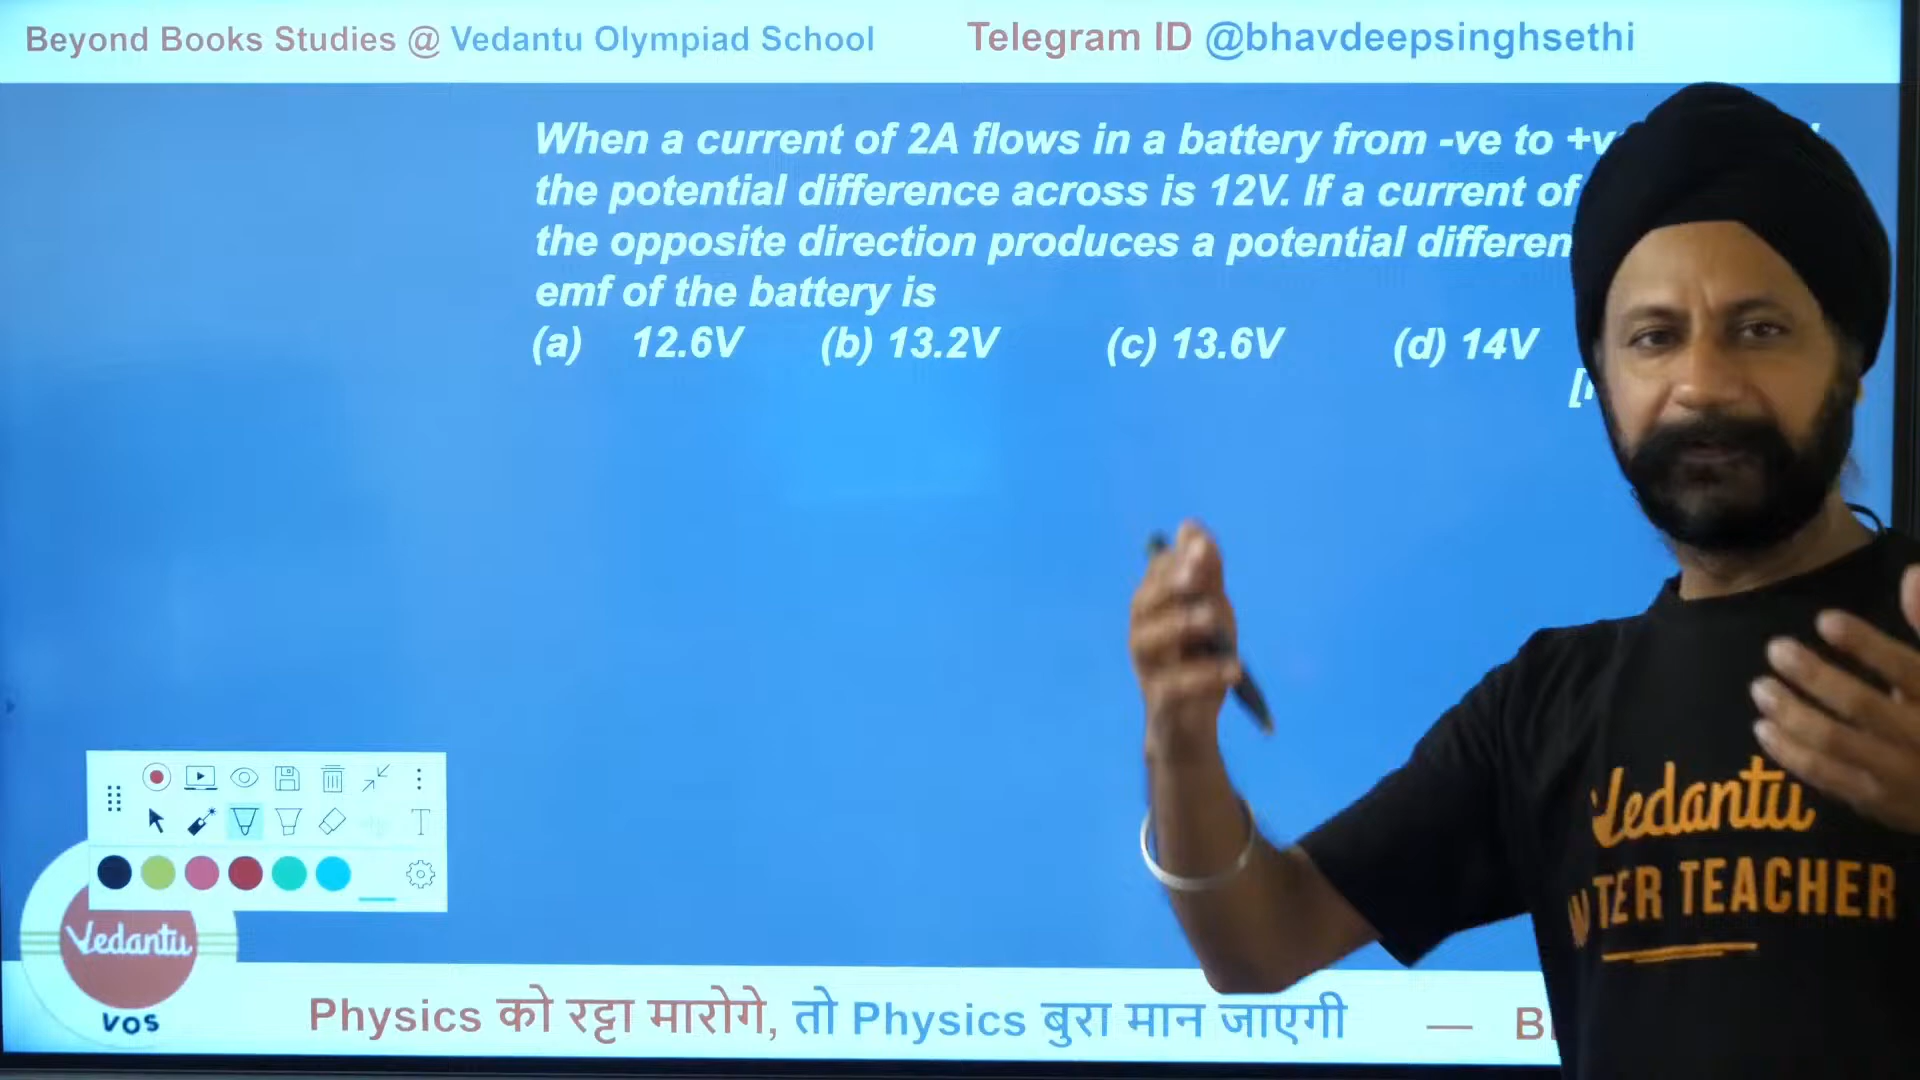 Beyond Books Studies @ Vedantu Olympiad School
Telegram ID @bhavdeepsinghsethi
When a current of 2A flows in a battery from -ve to
the potential difference across is 12V. If a current of
the opposite direction produces a potential
emf of the battery is
(a) 12.6V (b) 13.2V (c) 13.6V (d) 14V
Vedantu
TEACHER
T
Vedantu
VOS
Physics को रट्टा मारोगे, तो Physics बुरा मान जाएगी —